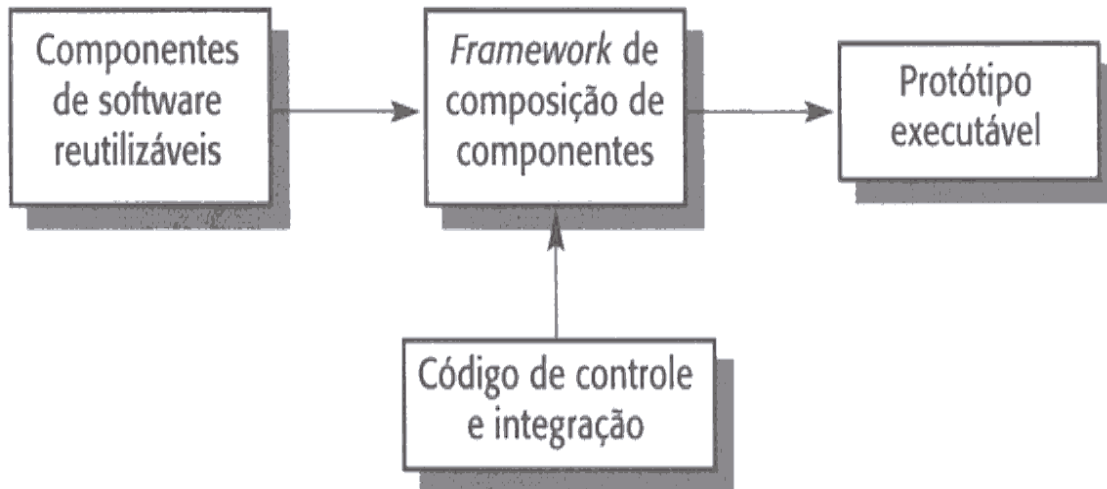 Componentes
de software
reutilizáveis
Framework de
composição de
componentes
Protótipo
executável
Código de controle
e integração